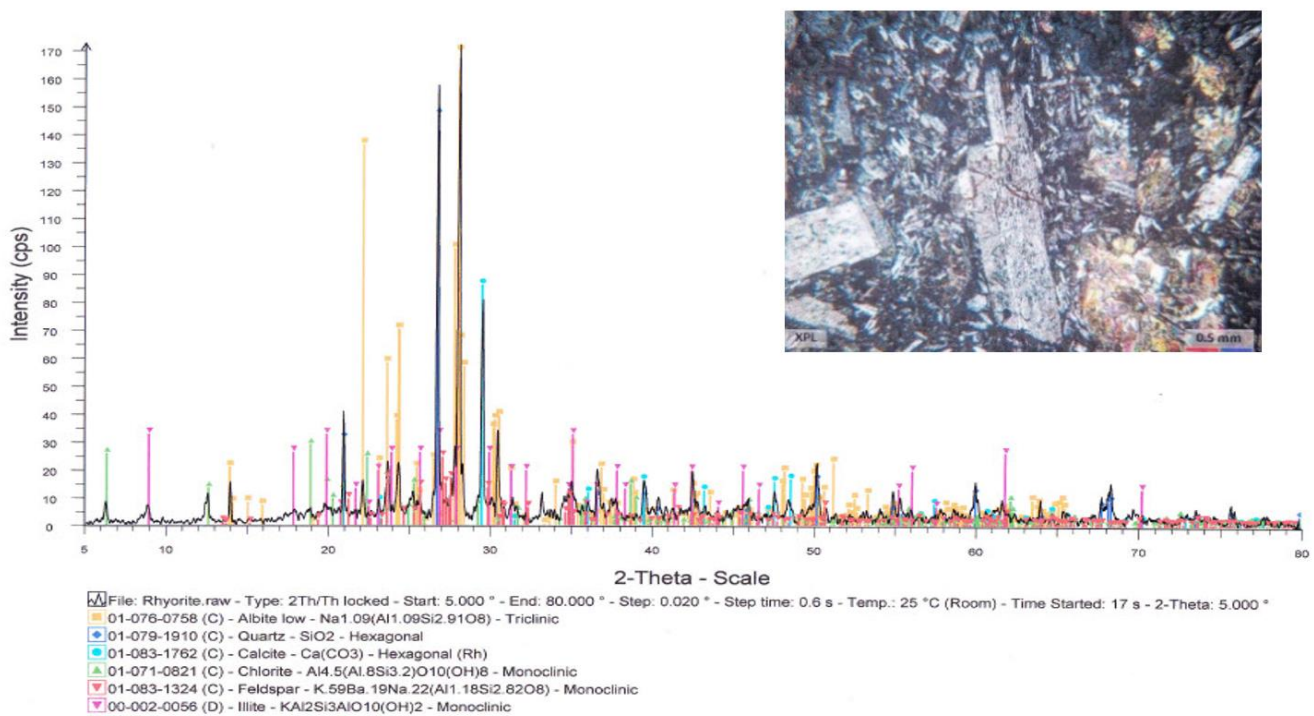 170
160
150
140
130
120
110
100
90
80
70
60
50
40
30
20
10
0
Intensity (cps)
5 10 20 30 40 50 60 70 80
2-Theta - Scale
XPL
0.5 mm
File: Rhyorite.raw - Type: 2Th/Th locked - Start: 5.000 ° - End: 80.000 ° - Step: 0.020 ° - Step time: 0.6 s - Temp.: 25 °C (Room) - Time Started: 17 s - 2-Theta: 5.000 °
01-076-0758 (C) - Albite low - Na1.09(Al1.09Si2.91O8) - Triclinic
01-079-1910 (C) - Quartz - SiO2 - Hexagonal
01-083-1762 (C) - Calcite - Ca(CO3) - Hexagonal (Rh)
01-071-0821 (C) - Chlorite - Al4.5(Al.8Si3.2)O10(OH)8 - Monoclinic
01-083-1324 (C) - Feldspar - K.59Ba.19Na.22(Al1.18Si2.82O8) - Monoclinic
00-002-0056 (D) - Illite - KAl2Si3AlO10(OH)2 - Monoclinic